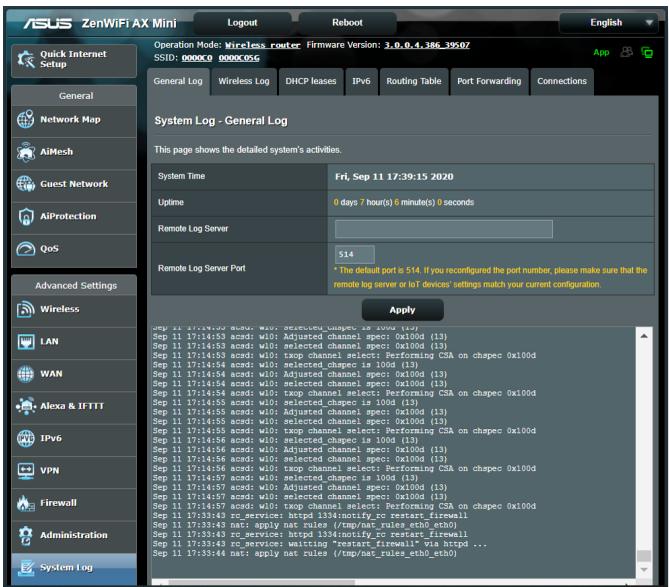 ASUS ZenWiFi AX Mini Logout Reboot English
Operation Mode: Wireless router Firmware Version: 3.0.0.4.386_39507
SSID: 0000C0 0000C05G
App
Quick Internet Setup
General
Network Map
AiMesh
Guest Network
AiProtection
QoS
Advanced Settings
Wireless
LAN
WAN
Alexa & IFTTT
IPv6
VPN
Firewall
Administration
System Log
General Log Wireless Log DHCP leases IPv6 Routing Table Port Forwarding Connections
System Log - General Log
This page shows the detailed system's activities.
System Time Fri, Sep 11 17:39:15 2020
Uptime 0 days 7 hour(s) 6 minute(s) 0 seconds
Remote Log Server
Remote Log Server Port 514
* The default port is 514. If you reconfigured the port number, please make sure that the
remote log server or IoT devices' settings match your current configuration.
Apply
Sep 11 17:14:53 acsd: wl0: selected_chspec is 100d (13)
Sep 11 17:14:53 acsd: wl0: Adjusted channel spec: 0x100d (13)
Sep 11 17:14:53 acsd: wl0: selected channel spec: 0x100d (13)
Sep 11 17:14:53 acsd: wl0: txop channel select: Performing CSA on chspec 0x100d
Sep 11 17:14:54 acsd: wl0: selected_chspec is 100d (13)
Sep 11 17:14:54 acsd: wl0: Adjusted channel spec: 0x100d (13)
Sep 11 17:14:54 acsd: wl0: selected channel spec: 0x100d (13)
Sep 11 17:14:54 acsd: wl0: txop channel select: Performing CSA on chspec 0x100d
Sep 11 17:14:55 acsd: wl0: selected_chspec is 100d (13)
Sep 11 17:14:55 acsd: wl0: Adjusted channel spec: 0x100d (13)
Sep 11 17:14:55 acsd: wl0: selected channel spec: 0x100d (13)
Sep 11 17:14:55 acsd: wl0: txop channel select: Performing CSA on chspec 0x100d
Sep 11 17:14:56 acsd: wl0: selected_chspec is 100d (13)
Sep 11 17:14:56 acsd: wl0: Adjusted channel spec: 0x100d (13)
Sep 11 17:14:56 acsd: wl0: selected channel spec: 0x100d (13)
Sep 11 17:14:56 acsd: wl0: txop channel select: Performing CSA on chspec 0x100d
Sep 11 17:14:57 acsd: wl0: selected_chspec is 100d (13)
Sep 11 17:14:57 acsd: wl0: Adjusted channel spec: 0x100d (13)
Sep 11 17:14:57 acsd: wl0: selected channel spec: 0x100d (13)
Sep 11 17:14:57 acsd: wl0: txop channel select: Performing CSA on chspec 0x100d
Sep 11 17:33:43 rc_service: httpd 1334:notify_rc restart_firewall
Sep 11 17:33:43 nat: apply nat rules (/tmp/nat_rules_eth0_eth0)
Sep 11 17:33:43 rc_service: httpd 1334:notify_rc restart_firewall
Sep 11 17:33:43 rc_service: waitting "restart_firewall" via httpd ...
Sep 11 17:33:44 nat: apply nat rules (/tmp/nat_rules_eth0_eth0)